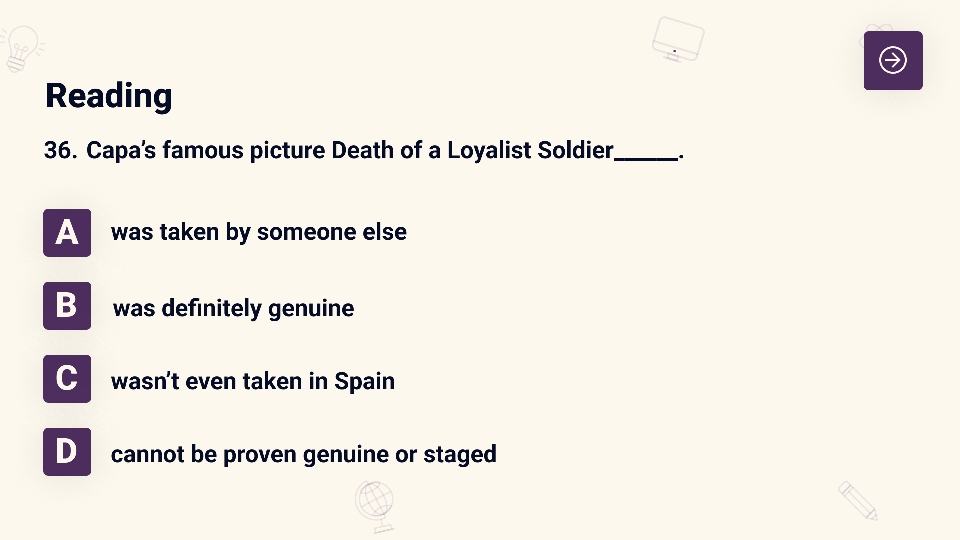 Reading
36. Capa’s famous picture Death of a Loyalist Soldier______.
A was taken by someone else
B was definitely genuine
C wasn’t even taken in Spain
D cannot be proven genuine or staged